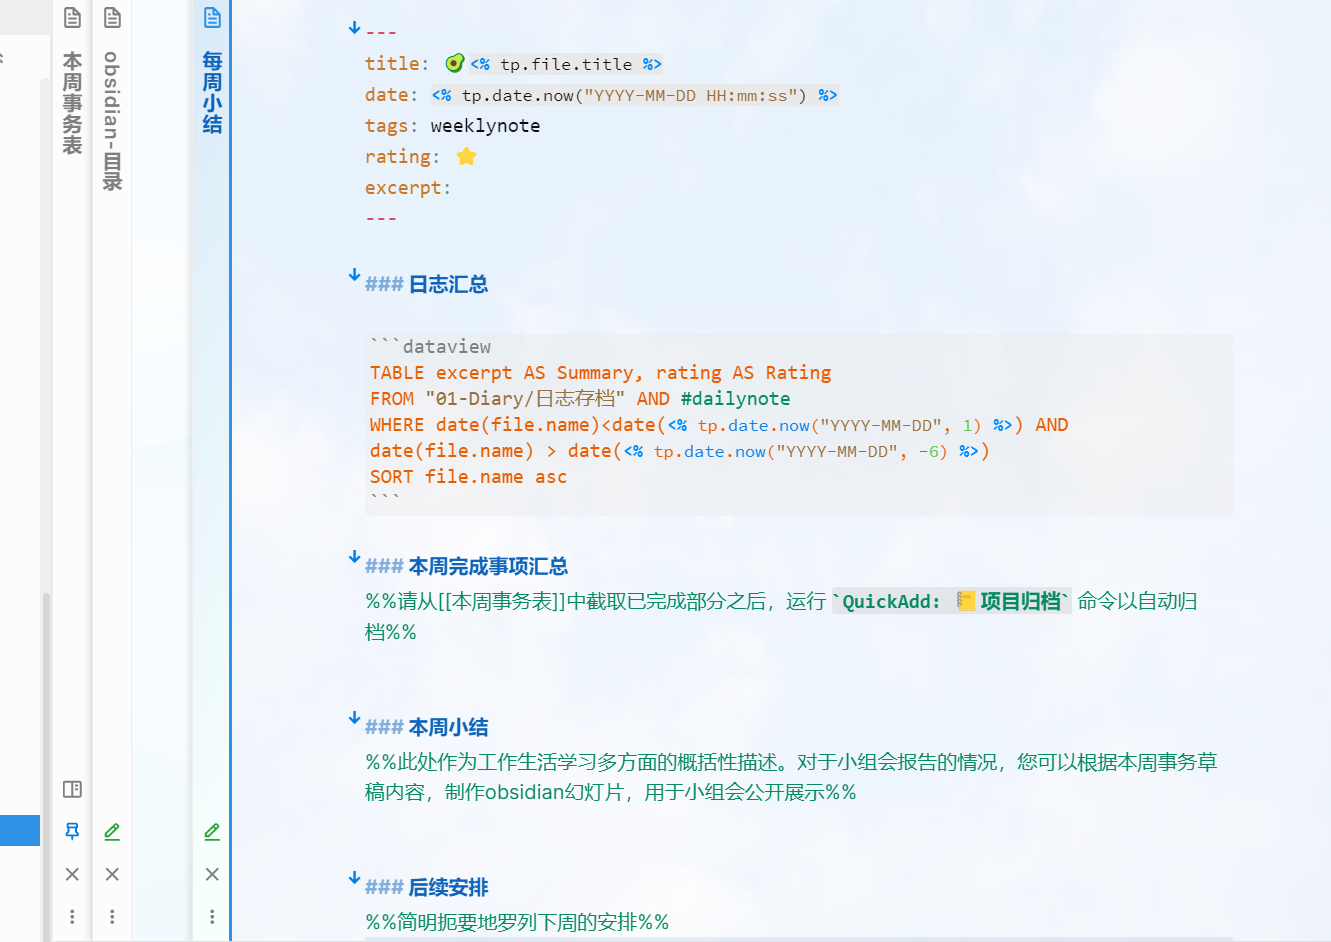 本周事务表
obsidian-目录
每周小结
---
title: 🥑<% tp.file.title %>
date: <% tp.date.now("YYYY-MM-DD HH:mm:ss") %>
tags: weeklynote
rating: ⭐
excerpt:
---
### 日志汇总
```dataview
TABLE excerpt AS Summary, rating AS Rating
FROM "01-Diary/日志存档" AND #dailynote
WHERE date(file.name)<date(<% tp.date.now("YYYY-MM-DD", 1) %>) AND
date(file.name) > date(<% tp.date.now("YYYY-MM-DD", -6) %>)
SORT file.name asc
```
### 本周完成事项汇总
%%请从[[本周事务表]]中截取已完成部分之后，运行 `QuickAdd: 📒项目归档` 命令以自动归
档%%
### 本周小结
%%此处作为工作生活学习多方面的概括性描述。对于小组会报告的情况，您可以根据本周事务草
稿内容，制作obsidian幻灯片，用于小组会公开展示%%
### 后续安排
%%简明扼要地罗列下周的安排%%